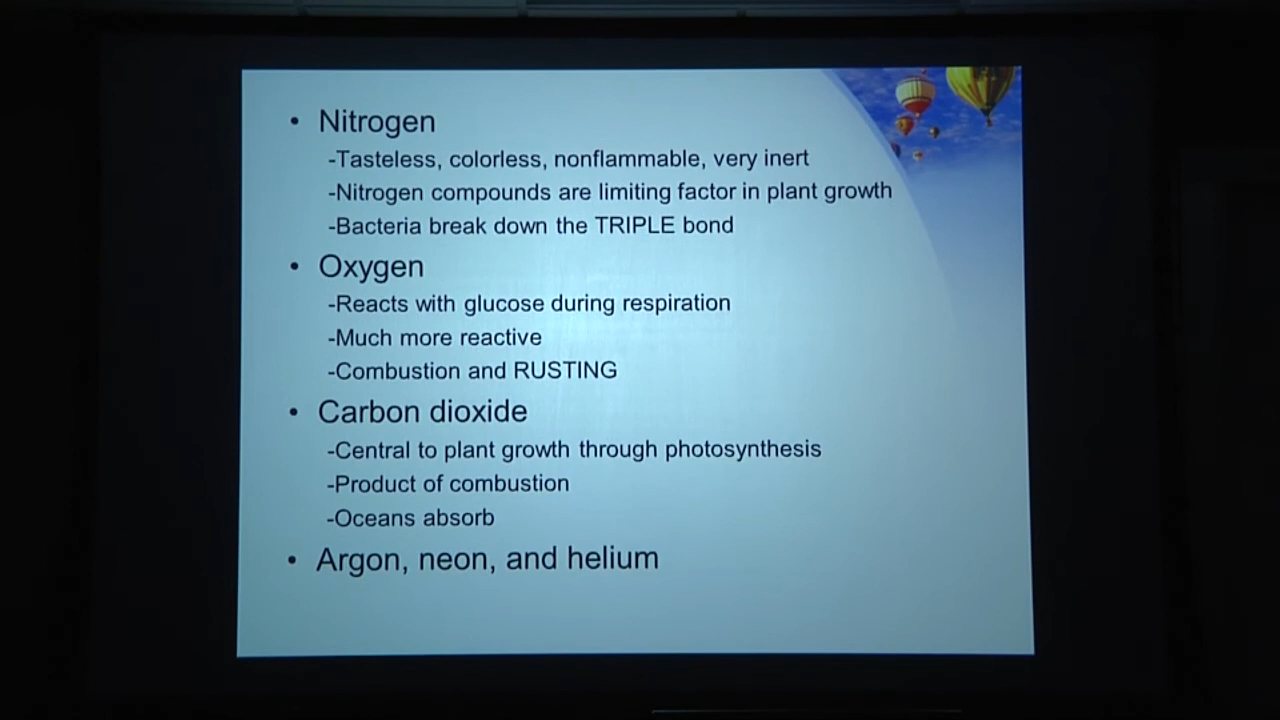 • Nitrogen
-Tasteless, colorless, nonflammable, very inert
-Nitrogen compounds are limiting factor in plant growth
-Bacteria break down the TRIPLE bond
• Oxygen
-Reacts with glucose during respiration
-Much more reactive
-Combustion and RUSTING
• Carbon dioxide
-Central to plant growth through photosynthesis
-Product of combustion
-Oceans absorb
• Argon, neon, and helium